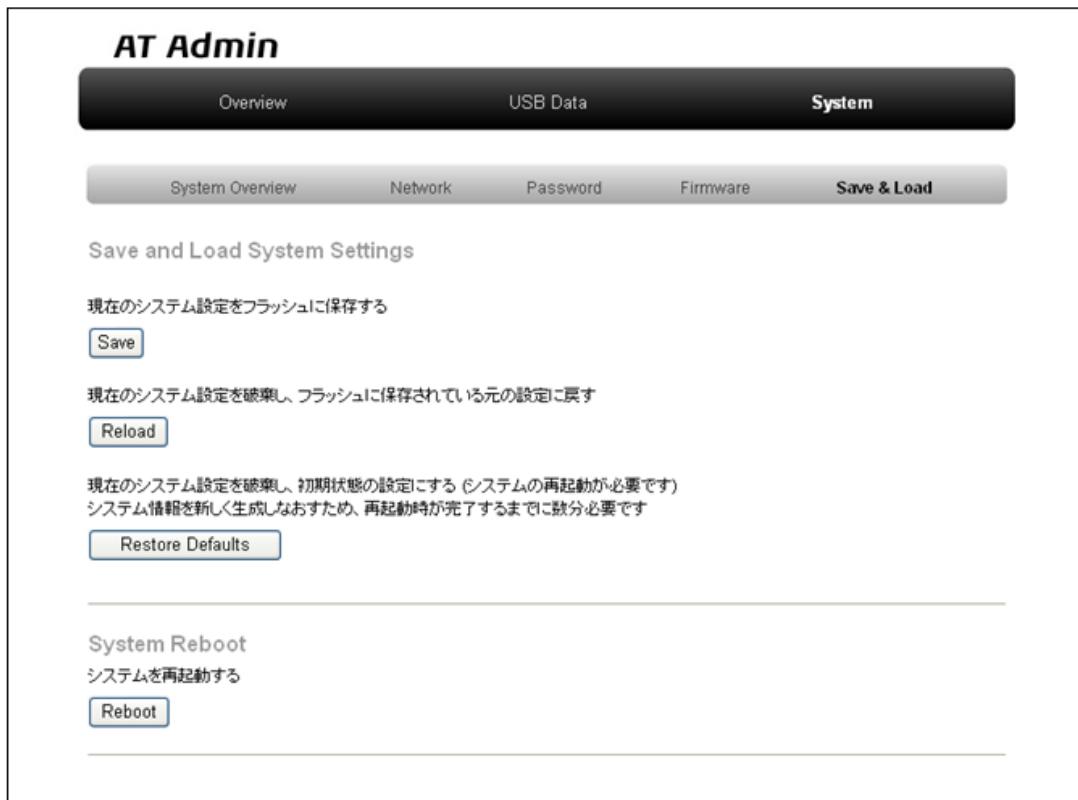 AT Admin
Overview USB Data System
System Overview Network Password Firmware Save & Load
Save and Load System Settings
現在のシステム設定をフラッシュに保存する
Save
現在のシステム設定を破棄し、フラッシュに保存されている元の設定に戻す
Reload
現在のシステム設定を破棄し、初期状態の設定にする (システムの再起動が必要です)
システム情報を新しく生成しなおすため、再起動時が完了するまでに数分必要です
Restore Defaults
System Reboot
システムを再起動する
Reboot